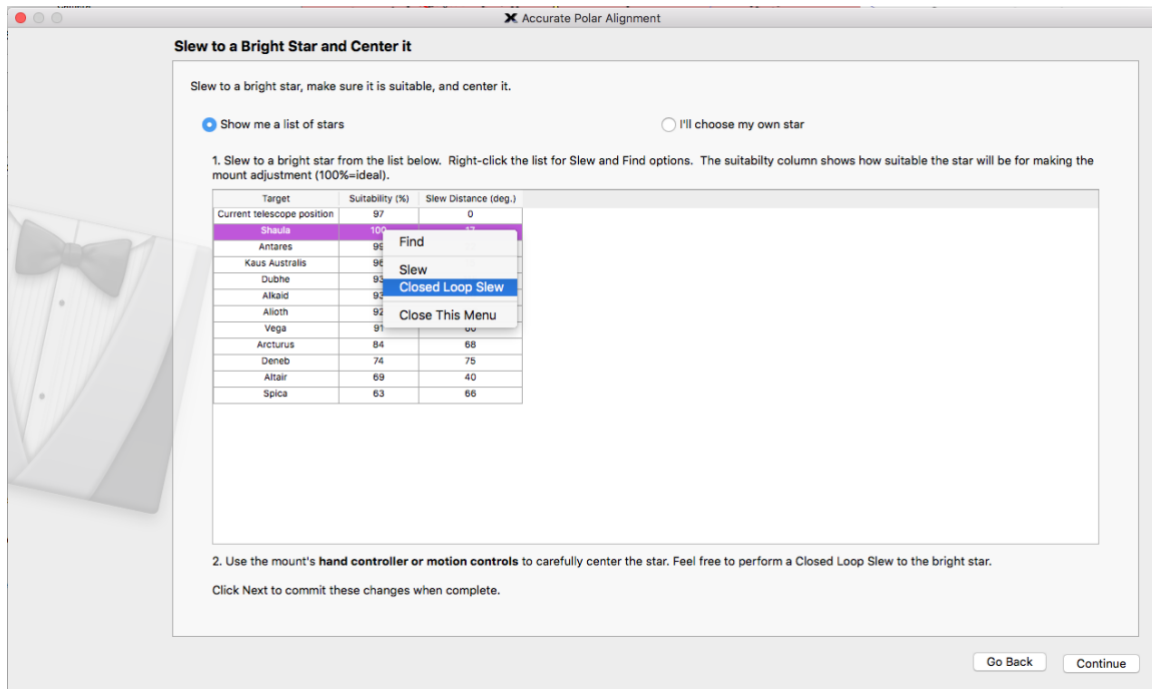 Accurate Polar Alignment
Slew to a Bright Star and Center it
Slew to a bright star, make sure it is suitable, and center it.
Show me a list of stars
I'll choose my own star
1. Slew to a bright star from the list below. Right-click the list for Slew and Find options. The suitabilty column shows how suitable the star will be for making the
mount adjustment (100%=ideal).
Target Suitability (%) Slew Distance (deg.)
Current telescope position 97 0
Shaula 100
Antares
Kaus Australis
Dubhe
Alkaid
Alioth
Vega
Arcturus 84 68
Deneb 74 75
Altair 69 40
Spica 63 66
Find
Slew
Closed Loop Slew
Close This Menu
2. Use the mount's hand controller or motion controls to carefully center the star. Feel free to perform a Closed Loop Slew to the bright star.
Click Next to commit these changes when complete.
Go Back
Continue